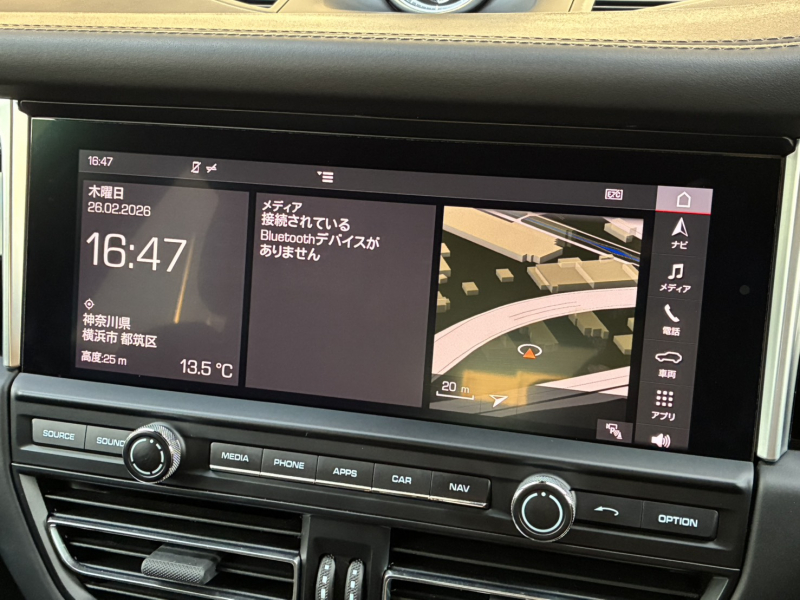 16:47
木曜日
26.02.2026
16:47
神奈川県
横浜市 都筑区
高度:25 m
13.5 °C
メディア
接続されている
Bluetoothデバイスが
ありません
20 m
ETC
ナビ
メディア
電話
車両
アプリ
SOURCE
SOUND
MEDIA
PHONE
APPS
CAR
NAV
OPTION